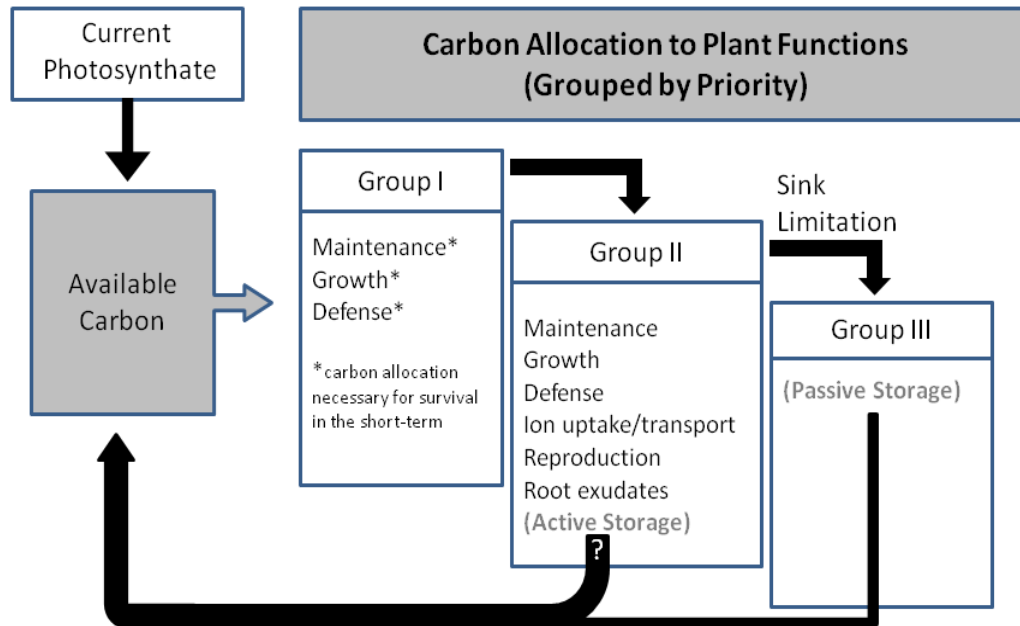 Current
Photosynthate
Carbon Allocation to Plant Functions
(Grouped by Priority)
Available
Carbon
Group I
Maintenance*
Growth*
Defense*
*carbon allocation
necessary for survival
in the short-term
Group II
Maintenance
Growth
Defense
Ion uptake/transport
Reproduction
Root exudates
(Active Storage)
?
Sink
Limitation
Group III
(Passive Storage)